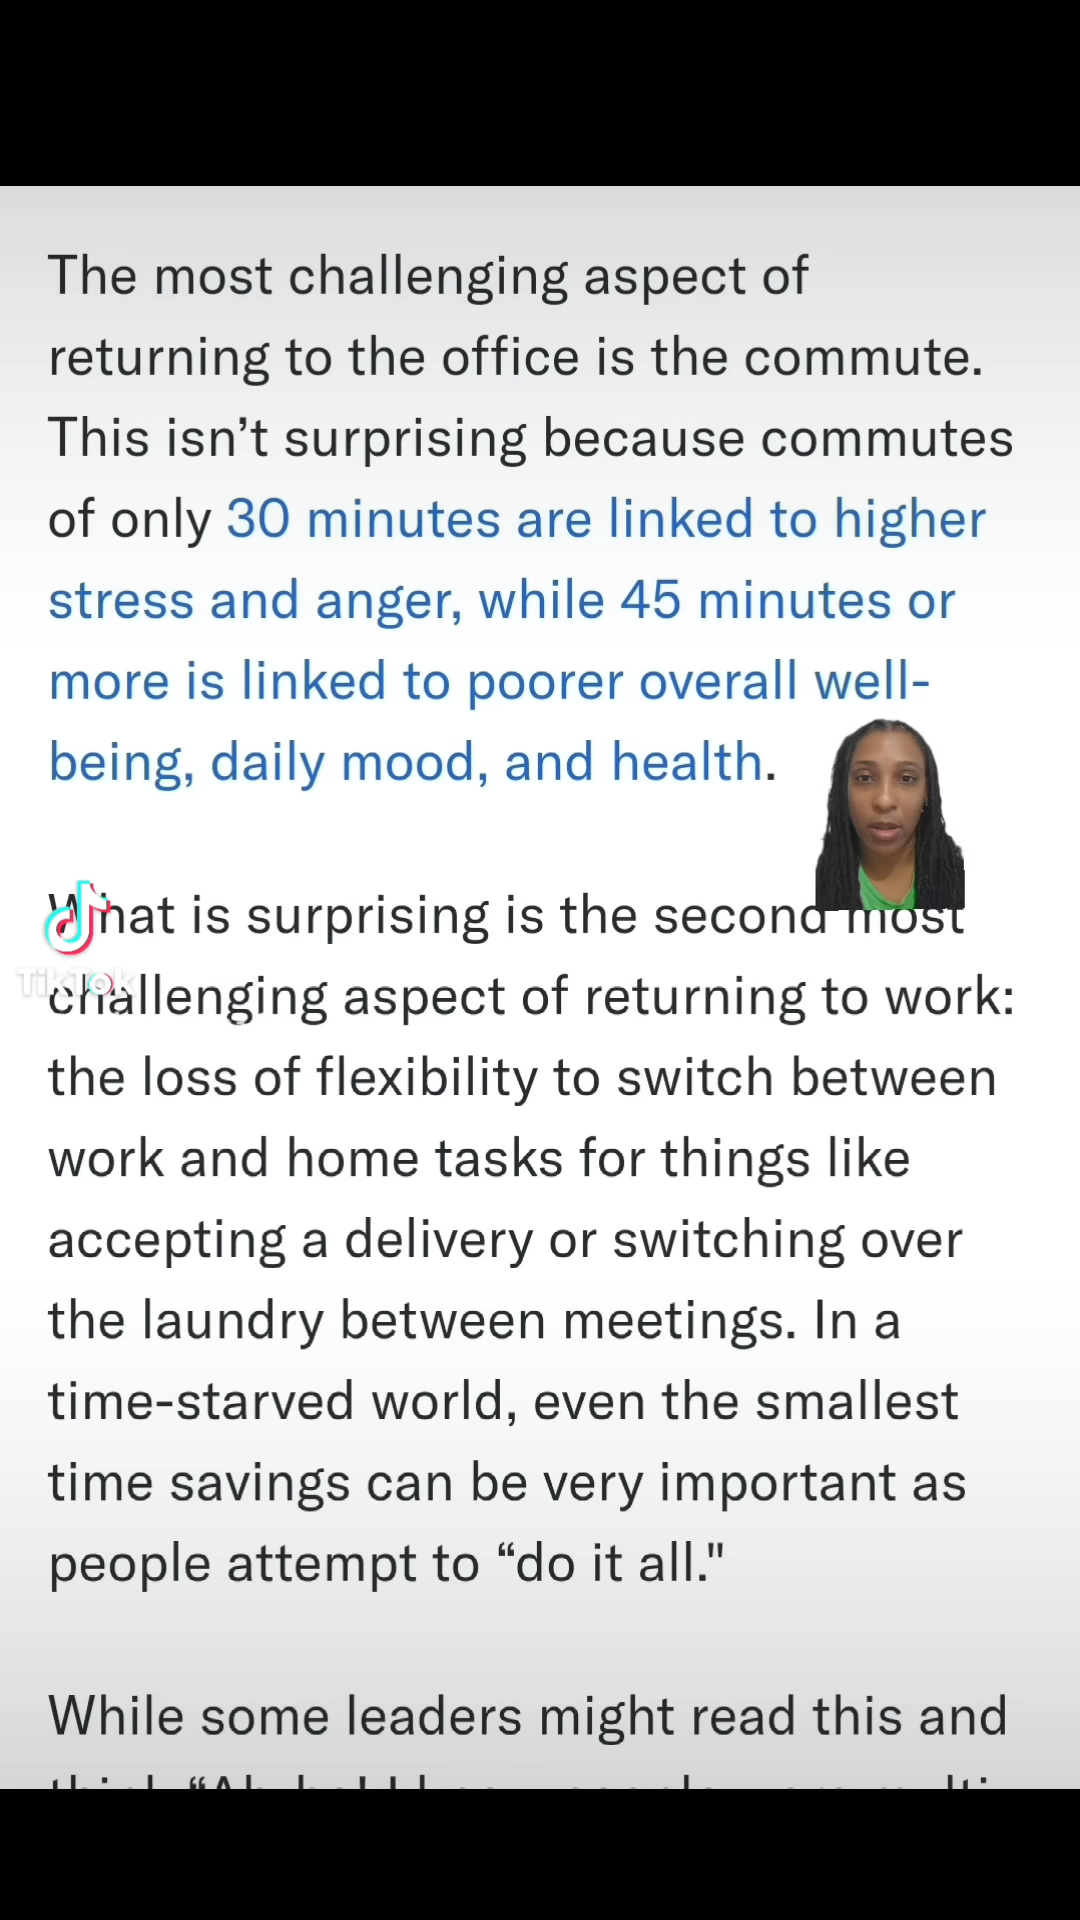 The most challenging aspect of
returning to the office is the commute.
This isn’t surprising because commutes
of only 30 minutes are linked to higher
stress and anger, while 45 minutes or
more is linked to poorer overall well-
being, daily mood, and health.
What is surprising is the second most
TikTok
challenging aspect of returning to work:
the loss of flexibility to switch between
work and home tasks for things like
accepting a delivery or switching over
the laundry between meetings. In a
time-starved world, even the smallest
time savings can be very important as
people attempt to “do it all."
While some leaders might read this and